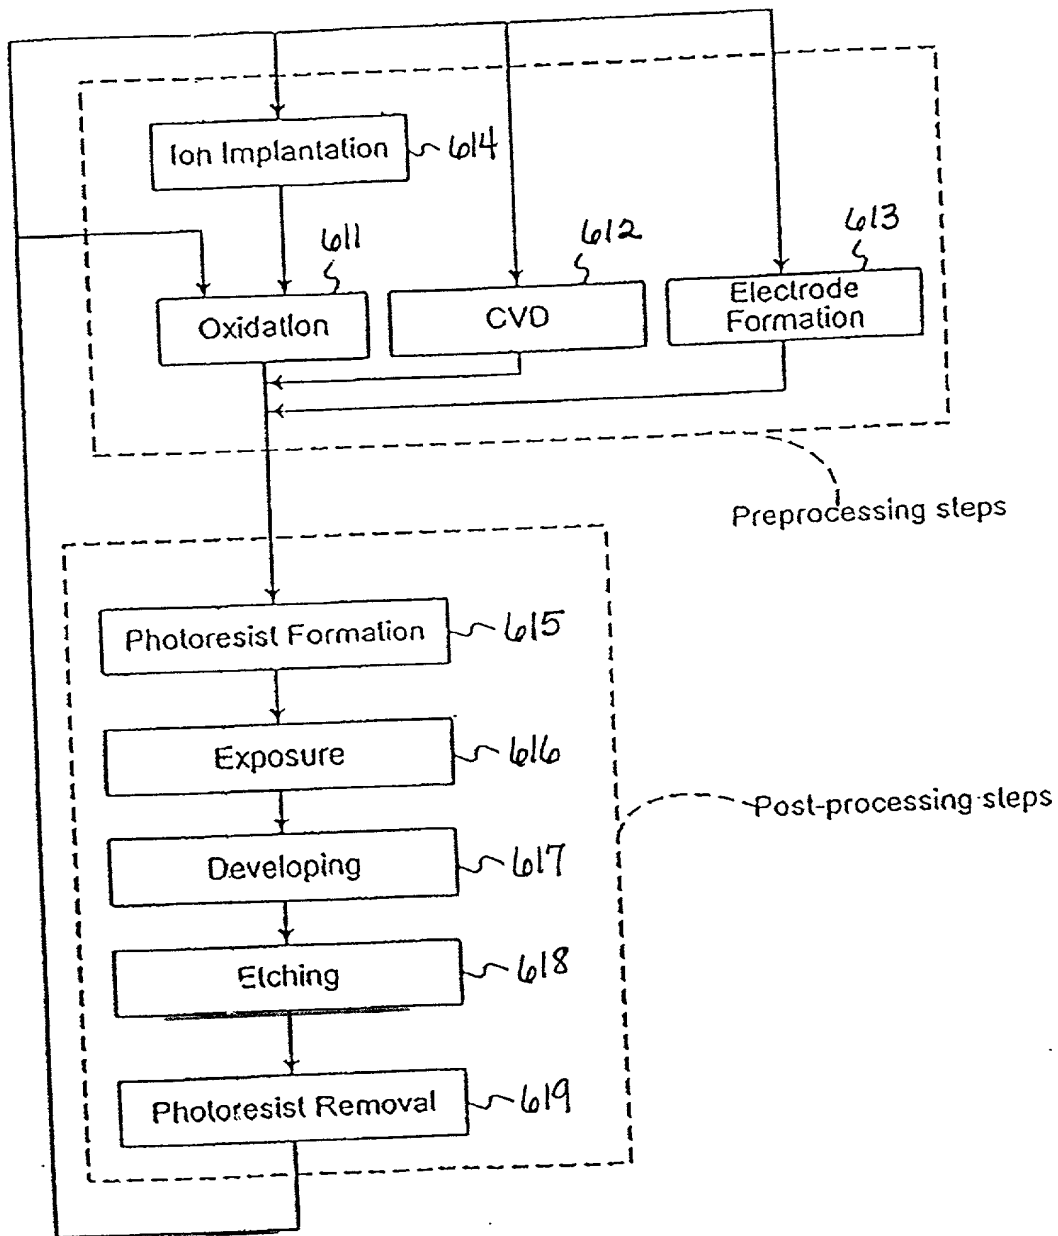 Ion Implantation
614
611
612
613
Oxidation
CVD
Electrode
Formation
Preprocessing steps
Photoresist Formation
615
Exposure
616
Post-processing steps
Developing
617
Etching
618
Photoresist Removal
619